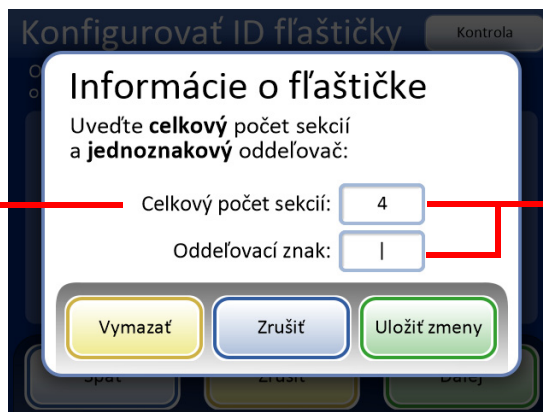 Konfigurovať ID fľaštičky
Kontrola
O
o
Informácie o fľaštičke
Uveďte celkový počet sekcií
a jednoznakový oddeľovač:
Celkový počet sekcií: 4
Oddeľovací znak: |
Vymazať
Zrušiť
Uložiť zmeny
Späť
Zrušiť
Ďalej